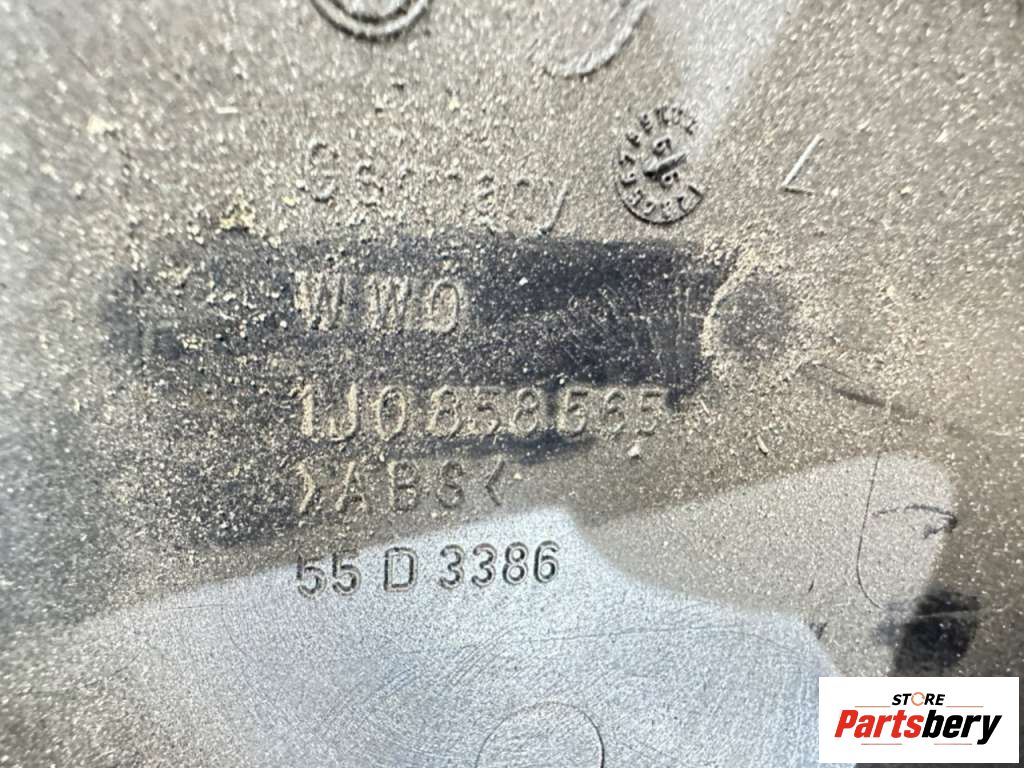 Germany
WWO
1J0858565
>ABS<
55 D 3386
STORE
Partsbery